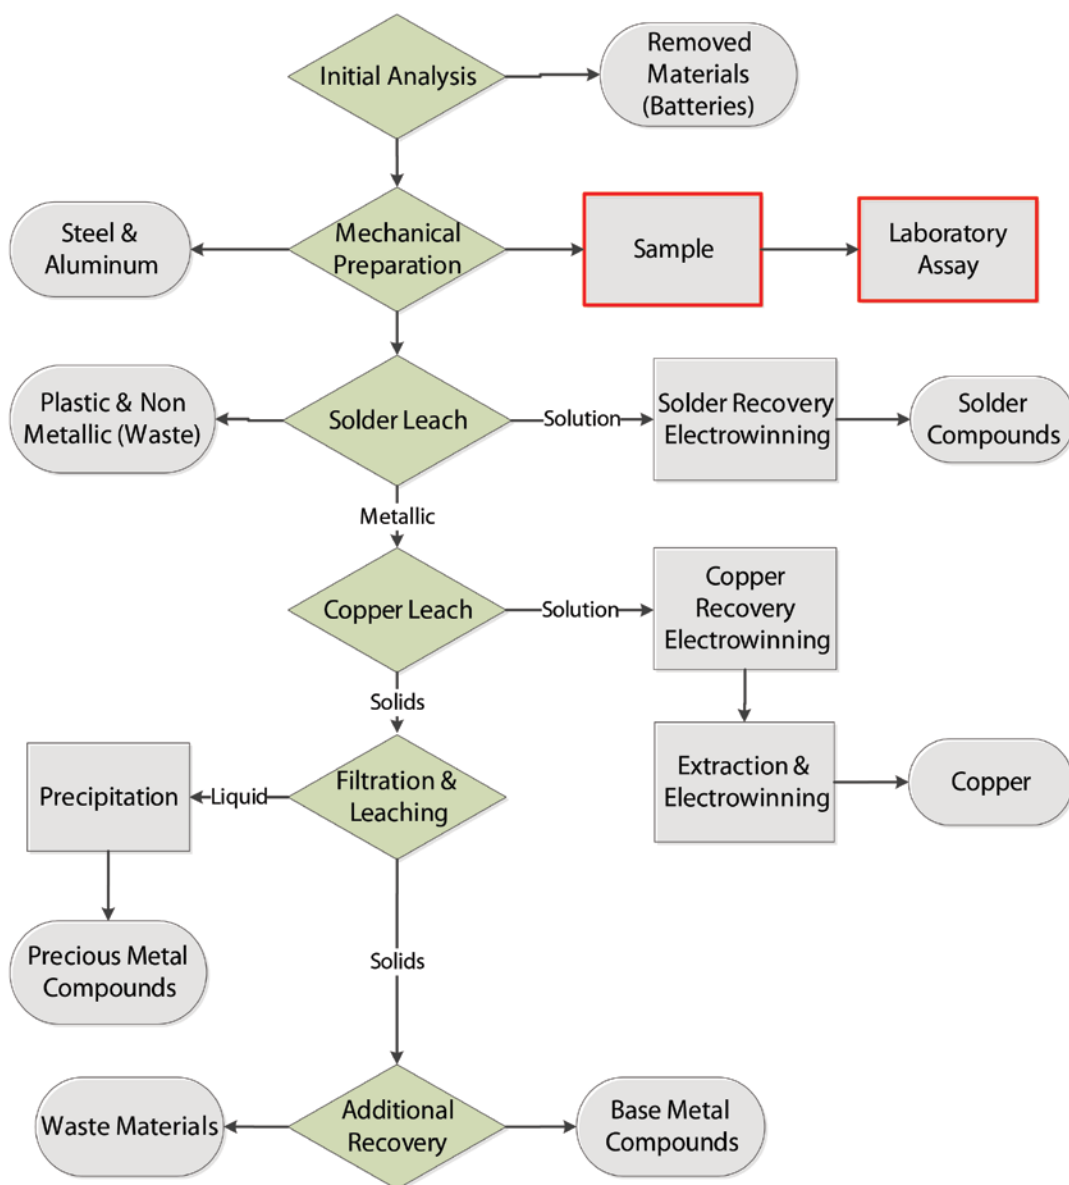 Initial Analysis
Removed
Materials
(Batteries)
Steel &
Aluminum
Mechanical
Preparation
Sample
Laboratory
Assay
Plastic & Non
Metallic (Waste)
Solder Leach
Solution
Solder Recovery
Electrowinning
Solder
Compounds
Metallic
Copper Leach
Solution
Copper
Recovery
Electrowinning
Solids
Precipitation
Liquid
Filtration &
Leaching
Extraction &
Electrowinning
Copper
Precious Metal
Compounds
Solids
Waste Materials
Additional
Recovery
Base Metal
Compounds